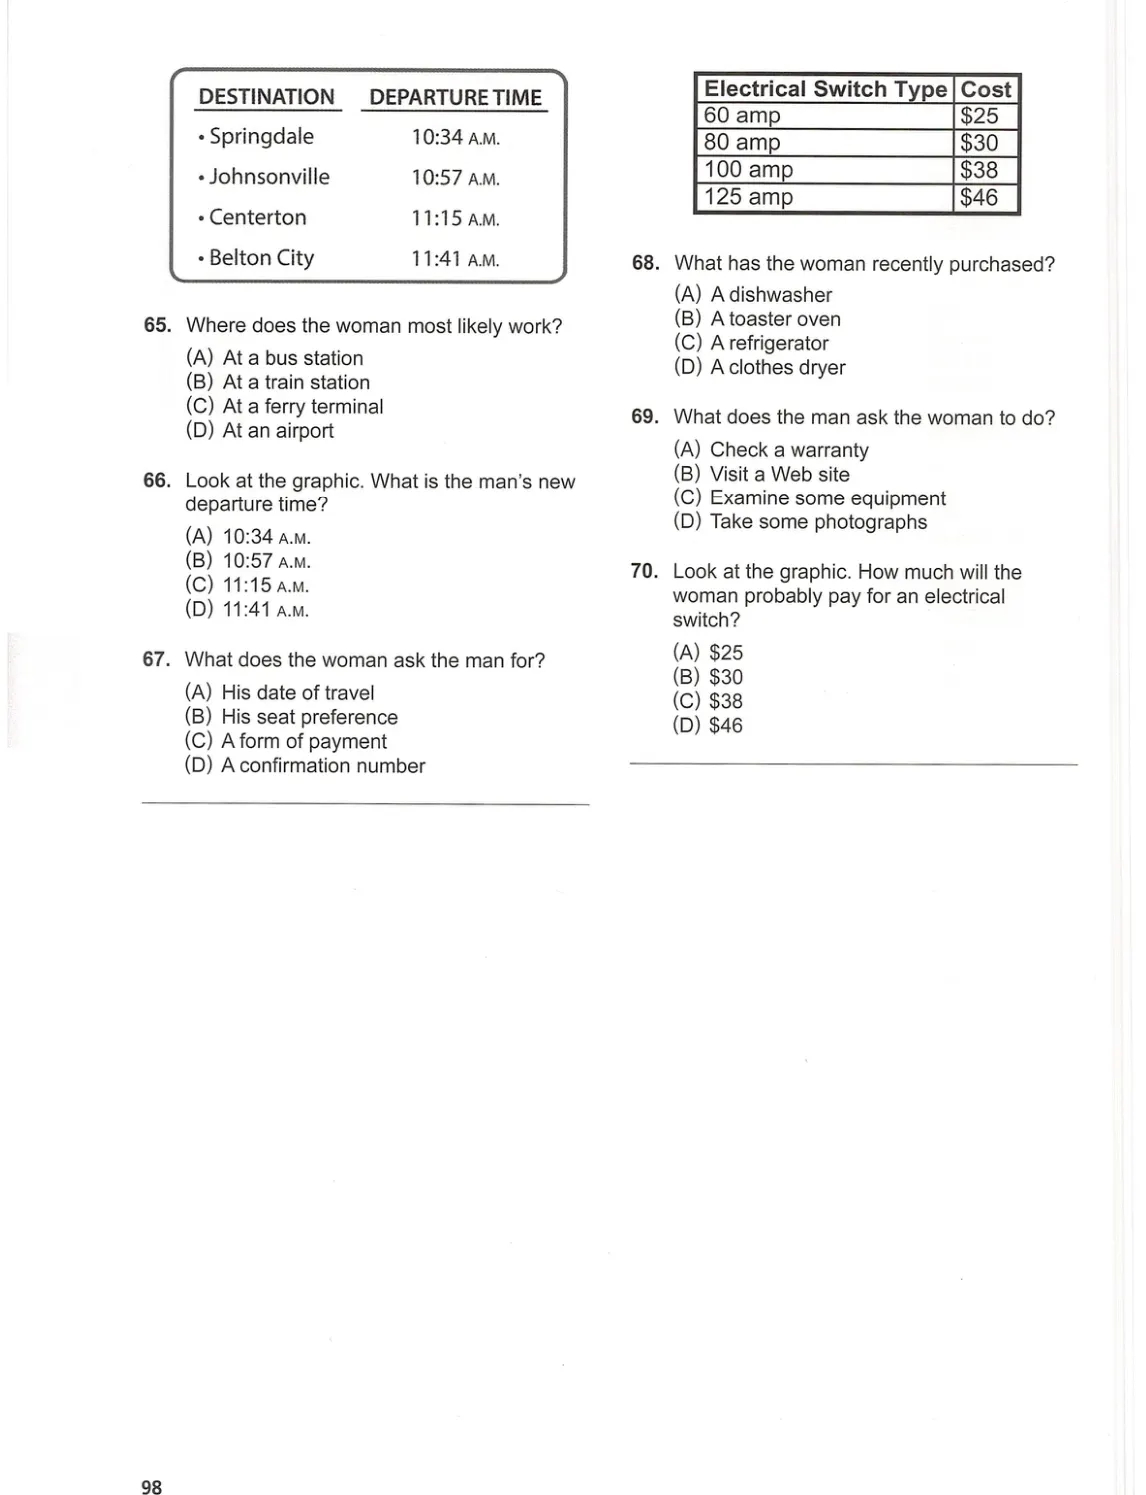 DESTINATION DEPARTURE TIME
• Springdale 10:34 A.M.
• Johnsonville 10:57 A.M.
• Centerton 11:15 A.M.
• Belton City 11:41 A.M.
65. Where does the woman most likely work?
(A) At a bus station
(B) At a train station
(C) At a ferry terminal
(D) At an airport
66. Look at the graphic. What is the man's new
departure time?
(A) 10:34 A.M.
(B) 10:57 A.M.
(C) 11:15 A.M.
(D) 11:41 A.M.
67. What does the woman ask the man for?
(A) His date of travel
(B) His seat preference
(C) A form of payment
(D) A confirmation number
Electrical Switch Type Cost
60 amp $25
80 amp $30
100 amp $38
125 amp $46
68. What has the woman recently purchased?
(A) A dishwasher
(B) A toaster oven
(C) A refrigerator
(D) A clothes dryer
69. What does the man ask the woman to do?
(A) Check a warranty
(B) Visit a Web site
(C) Examine some equipment
(D) Take some photographs
70. Look at the graphic. How much will the
woman probably pay for an electrical
switch?
(A) $25
(B) $30
(C) $38
(D) $46
98